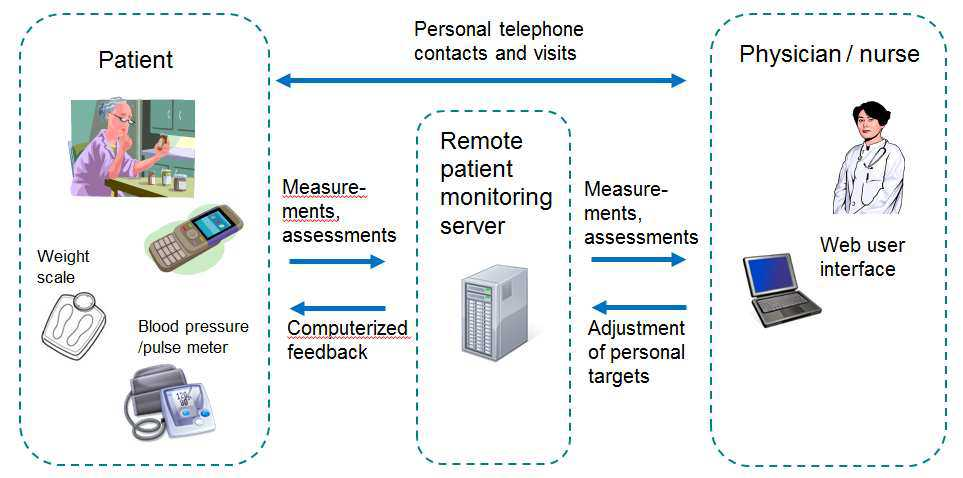 Personal telephone
contacts and visits
Patient
Weight
scale
Blood pressure
/pulse meter
Measure-
ments,
assessments
Computerized
feedback
Remote
patient
monitoring
server
Measure-
ments,
assessments
Adjustment
of personal
targets
Physician / nurse
Web user
interface